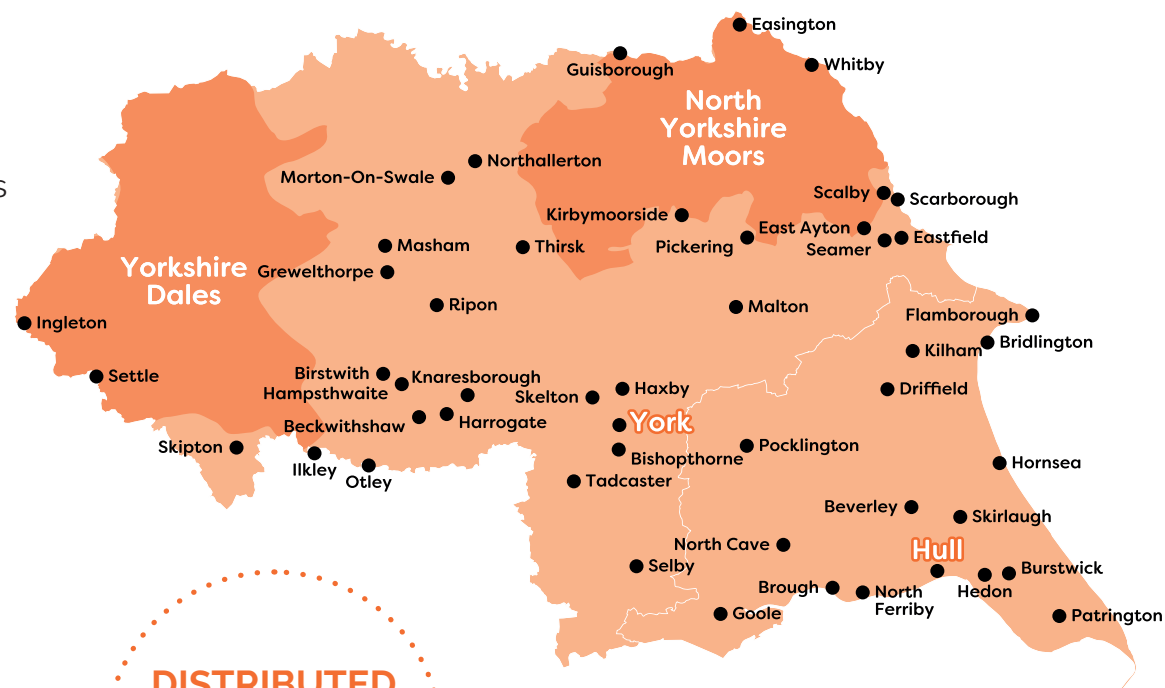 Easington
Whitby
Guisborough
North
Yorkshire
Moors
Northallerton
Morton-On-Swale
s
Scalby
Scarborough
Kirbymoorside
East Ayton
Eastfield
Pickering
Seamer
Masham
Thirsk
Grewelthorpe
Yorkshire
Dales
Ripon
Malton
Flamborough
Ingleton
Bridlington
Kilham
Birstwith
Knaresborough
Settle
Hampsthwaite
Skelton
Haxby
Driffield
Beckwithshaw
Harrogate
York
Skipton
Bishopthorne
Pocklington
Ilkley
Otley
Tadcaster
Hornsea
Beverley
Skirlaugh
North Cave
Hull
Selby
Burstwick
Brough
North
Ferriby
Hedon
Goole
Patrington
DISTRIBUTED